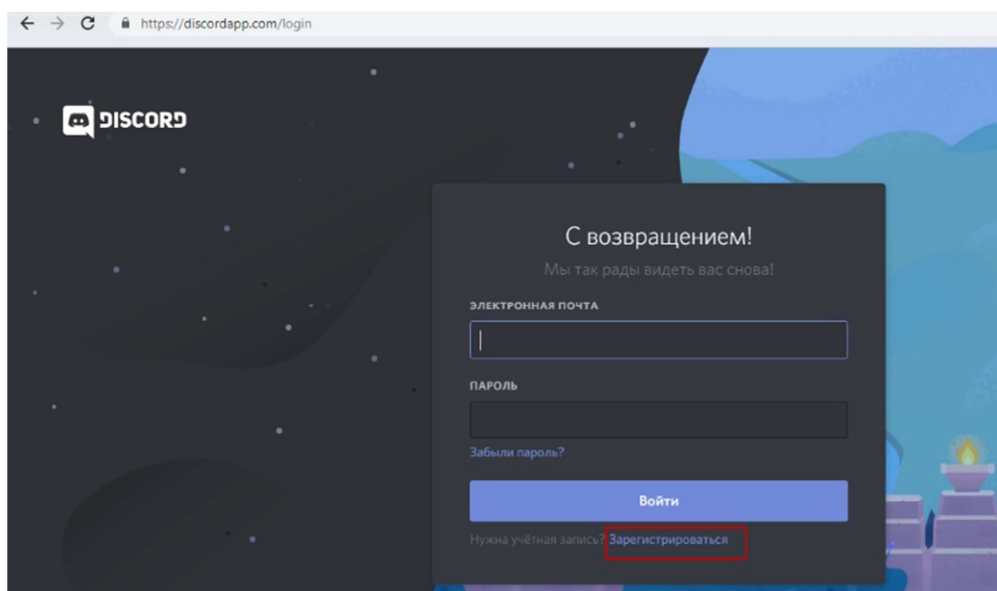 https://discordapp.com/login
DISCORD
С возвращением!
Мы так рады видеть вас снова!
ЭЛЕКТРОННАЯ ПОЧТА
ПАРОЛЬ
Забыли пароль?
Войти
Нужна учётная запись? Зарегистрироваться